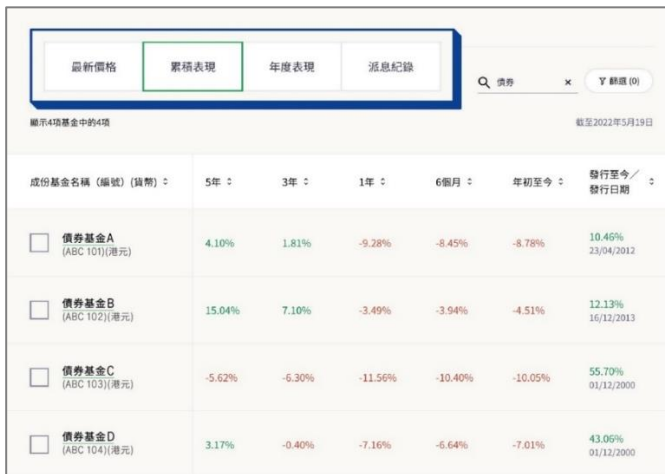 最新價格 累積表現 年度表現 派息紀錄
債券 × 篩選 (0)
顯示4項基金中的4項 截至2022年5月19日
成份基金名稱（編號）(貨幣) 5年 3年 1年 6個月 年初至今 發行至今／
發行日期
債券基金A 4.10% 1.81% -9.28% -8.45% -8.78% 10.46%
(ABC 101)(港元) 23/04/2012
債券基金B 15.04% 7.10% -3.49% -3.94% -4.51% 12.13%
(ABC 102)(港元) 16/12/2013
債券基金C -5.62% -6.30% -11.56% -10.40% -10.05% 55.70%
(ABC 103)(港元) 01/12/2000
債券基金D 3.17% -0.40% -7.16% -6.64% -7.01% 43.06%
(ABC 104)(港元) 01/12/2000